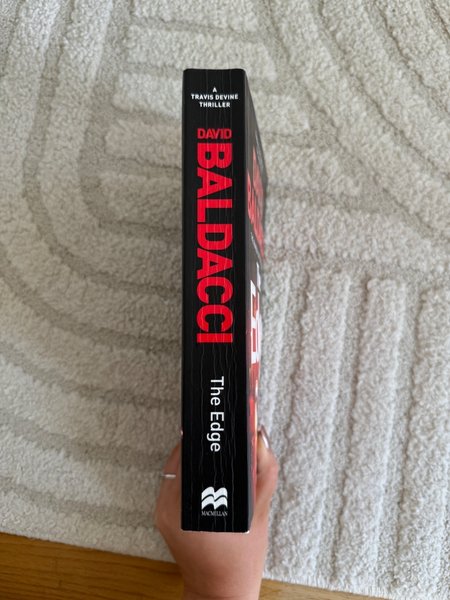 A
TRAVIS DEVINE
THRILLER
DAVID
BALDACCI
The Edge
MACMILLAN